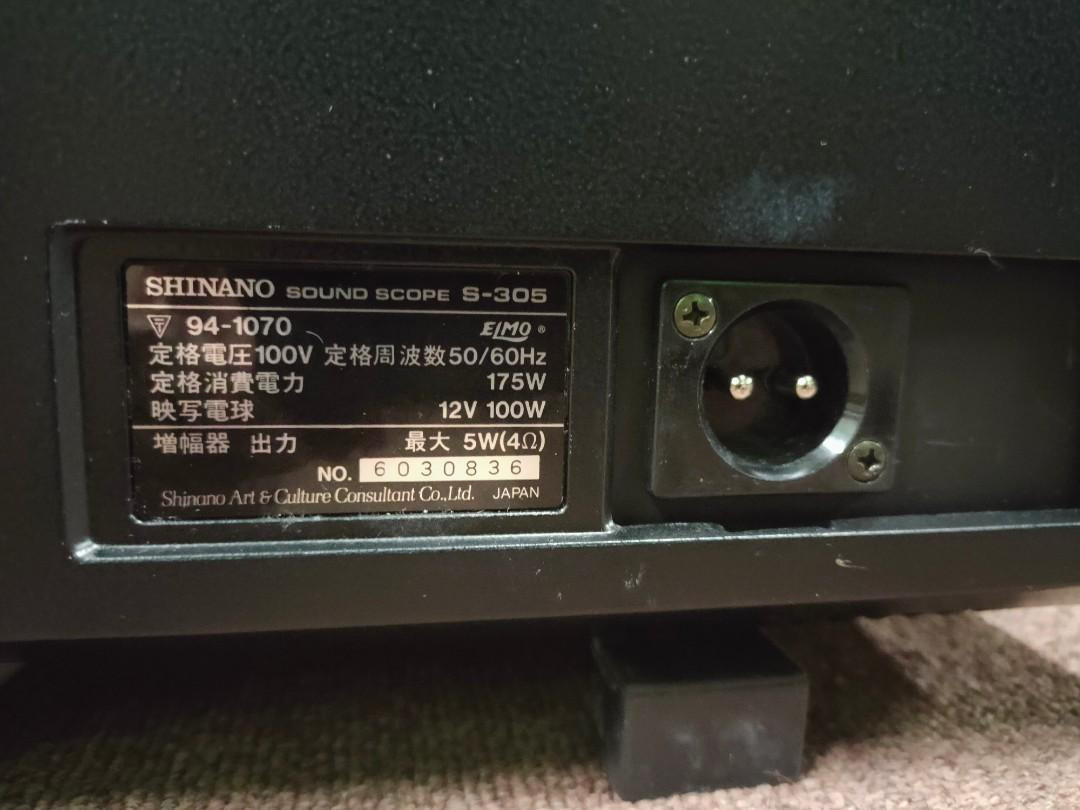 SHINANO SOUND SCOPE S-305
〒 94-1070 ELMO ®
定格電圧100V 定格周波数50/60Hz
定格消費電力 175W
映写電球 12V 100W
増幅器 出力 最大 5W(4Ω)
NO. 6030836
Shinano Art & Culture Consultant Co.,Ltd. JAPAN